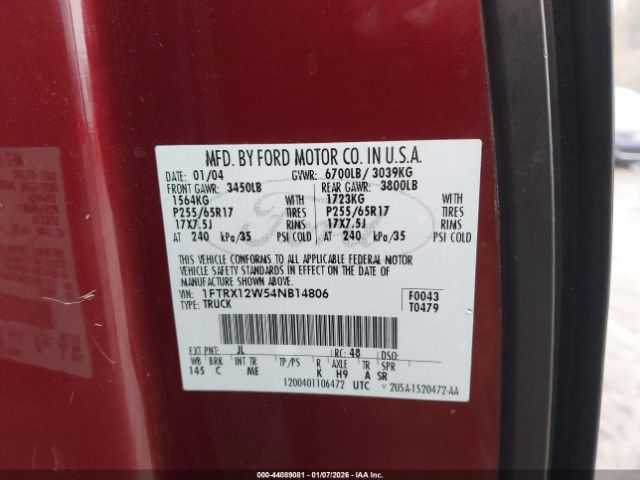 MFD. BY FORD MOTOR CO. IN U.S.A.
DATE: 01/04 GVWR: 6700LB/ 3039KG
FRONT GAWR: 3450LB REAR GAWR: 3800LB
1564KG WITH 1723KG WITH
P255/65R17 TIRES P255/65R17 TIRES
17X7.5J RIMS 17X7.5J RIMS
AT 240 kPa/35 PSI COLD AT 240 kPa/35 PSI COLD
THIS VEHICLE CONFORMS TO ALL APPLICABLE FEDERAL MOTOR
VEHICLE SAFETY STANDARDS IN EFFECT ON THE DATE OF
MANUFACTURE SHOWN ABOVE.
VIN: 1FTRX12W54NB14806 F0043
TYPE: TRUCK T0479
EXT PNT: JL RC: 48 DSO:
WB BRK INT TR TP/PS R AXLE TR SPR
145 C ME K H9 A SR
1200401106472 UTC 2USA-1520472-AA
Ford
000-44089081 - 01/07/2026 - IAA Inc.